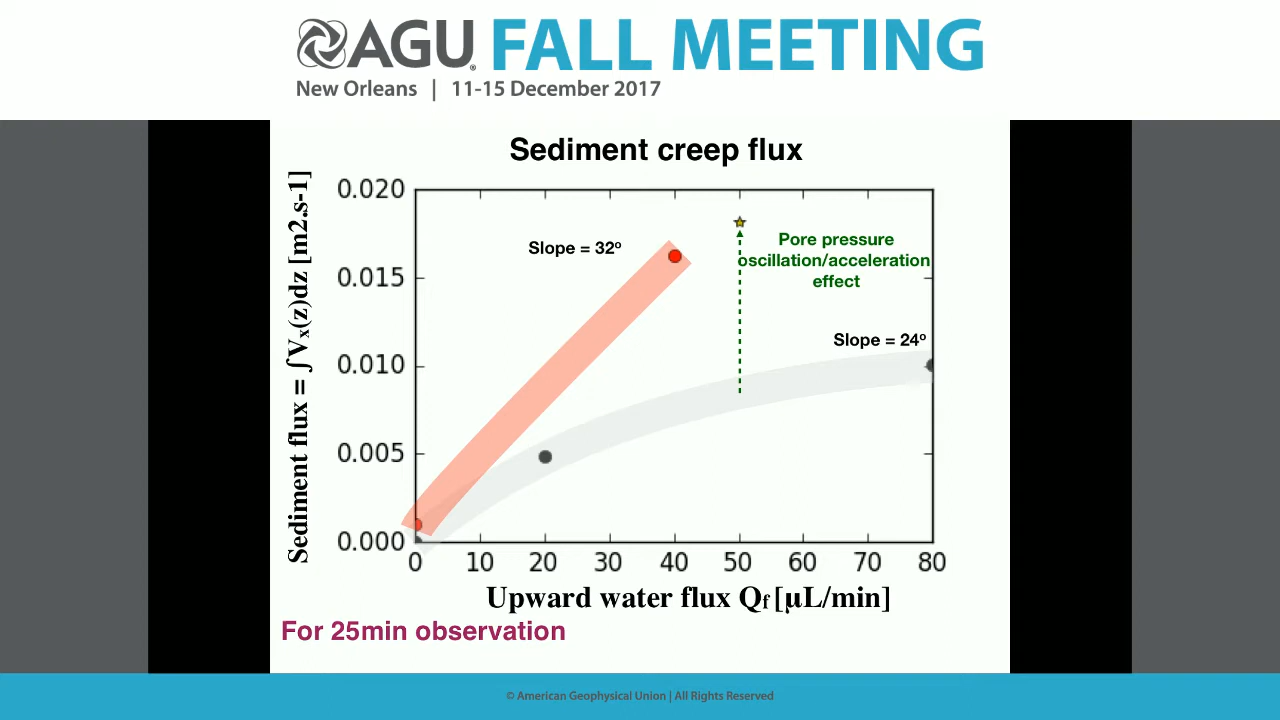 AGU FALL MEETING
New Orleans | 11-15 December 2017
Sediment creep flux
Sediment flux = ∫Vx(z)dz [m2.s-1]
0.020
0.015
0.010
0.005
0.000
Slope = 32º
Pore pressure
oscillation/acceleration
effect
Slope = 24º
0 10 20 30 40 50 60 70 80
Upward water flux Qf [µL/min]
For 25min observation
© American Geophysical Union | All Rights Reserved